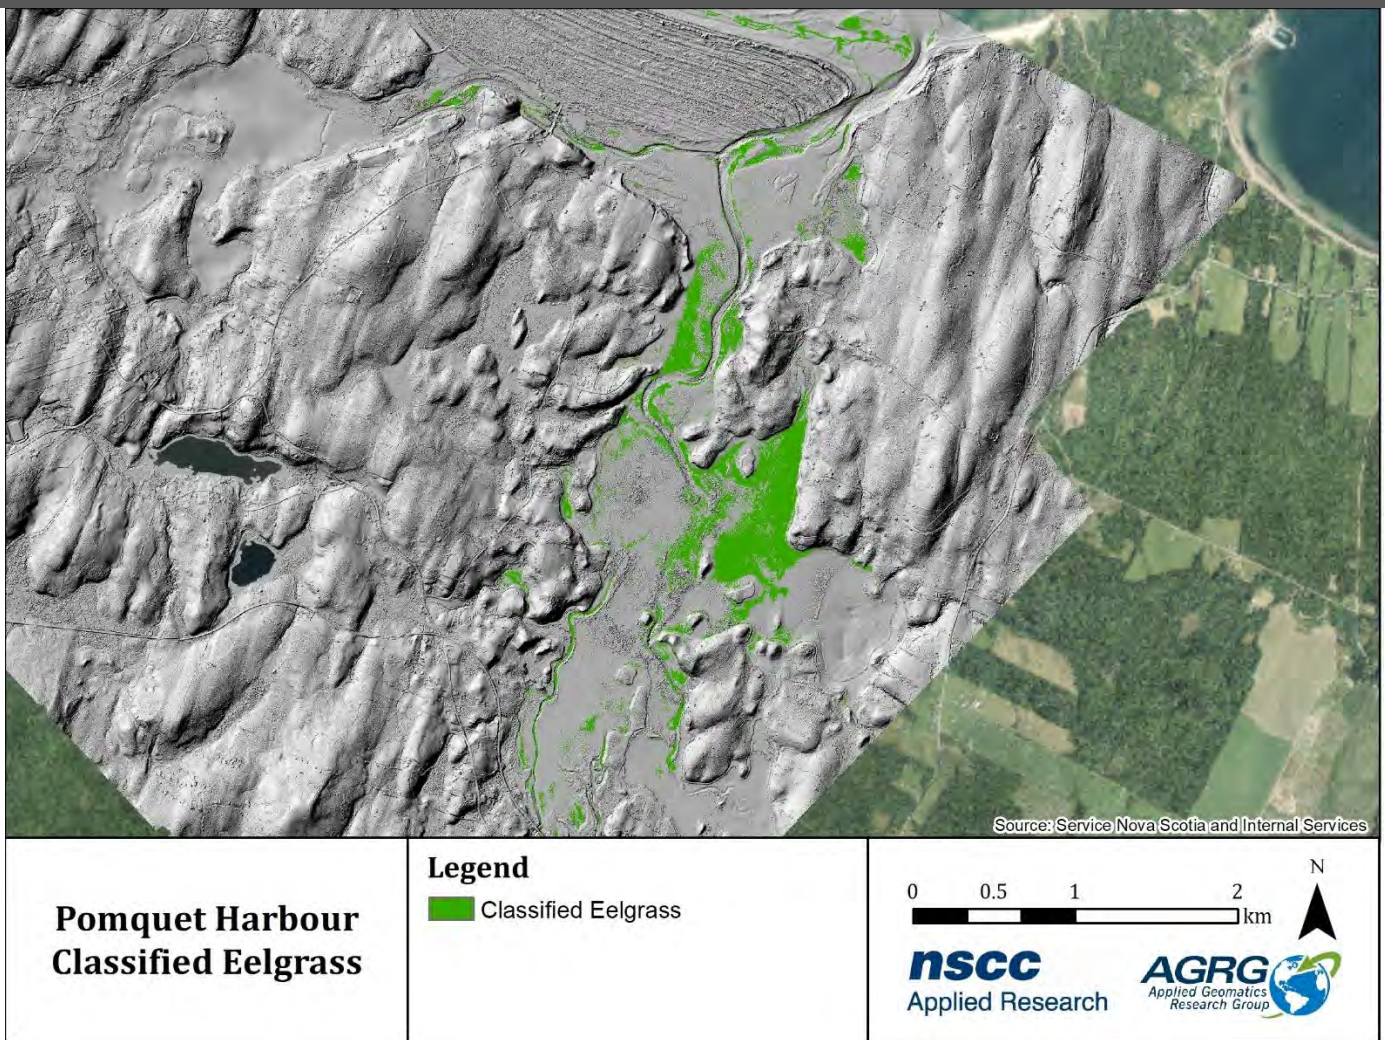 Source: Service Nova Scotia and Internal Services
Pomquet Harbour
Classified Eelgrass
Legend
Classified Eelgrass
0 0.5 1 2
km
N
nscc
Applied Research
AGRG
Applied Geomatics
Research Group